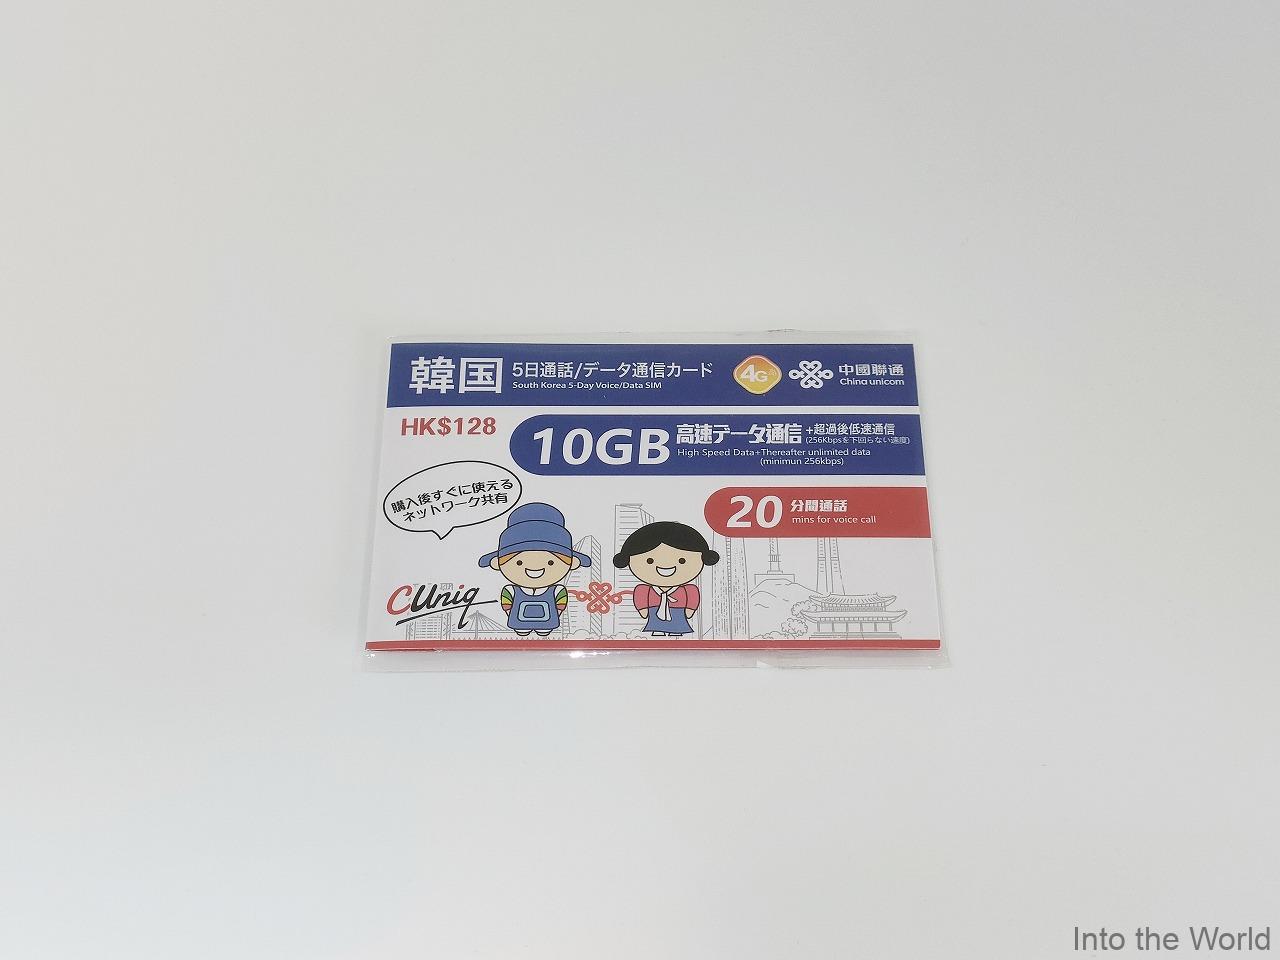 韓国 5日通話/データ通信カード
South Korea 5-Day Voice/Data SIM
4G
中國聯通
China unicom
HK$128
10GB 高速データ通信 +超過後低速通信
(256Kbpsを下回らない速度)
High Speed Data+Thereafter unlimited data
(minimun 256kbps)
購入後すぐに使える
ネットワーク共有
20 分間通話
mins for voice call
CUniq
Into the World